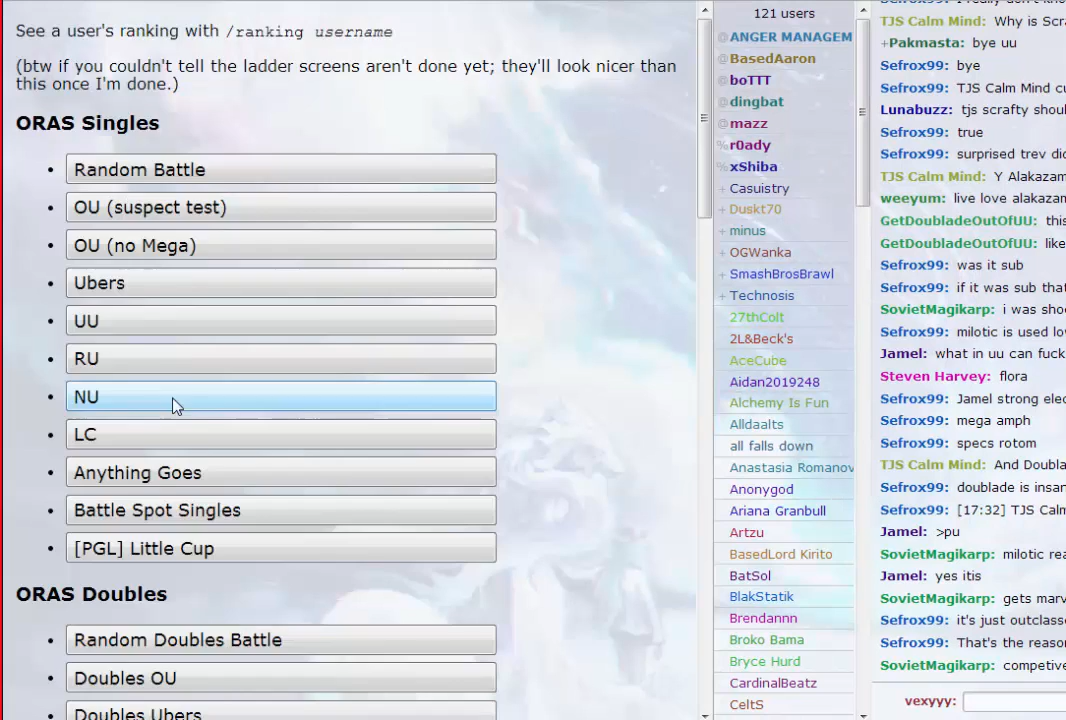 See a user's ranking with /ranking username
(btw if you couldn't tell the ladder screens aren't done yet; they'll look nicer than
this once I'm done.)
ORAS Singles
• Random Battle
• OU (suspect test)
• OU (no Mega)
• Ubers
• UU
• RU
• NU
• LC
• Anything Goes
• Battle Spot Singles
• [PGL] Little Cup
ORAS Doubles
• Random Doubles Battle
• Doubles OU
Doubles Ubers
121 users
@ANGER MANAGEM
@BasedAaron
@boTTT
@dingbat
@mazz
%r0ady
%xShiba
+ Casuistry
+ Duskt70
+ minus
+ OGWanka
+ SmashBrosBrawl
+ Technosis
27thColt
2L&Beck's
AceCube
Aidan2019248
Alchemy Is Fun
Alldaalts
all falls down
Anastasia Romanov
Anonygod
Ariana Granbull
Artzu
BasedLord Kirito
BatSol
BlakStatik
Brendannn
Broko Bama
Bryce Hurd
CardinalBeatz
CeltS
TJS Calm Mind: Why is Scra
+Pakmasta: bye uu
Sefrox99: bye
Sefrox99: TJS Calm Mind cu
Lunabuzz: tjs scrafty shou
Sefrox99: true
Sefrox99: surprised trev di
TJS Calm Mind: Y Alakazam
weeyum: live love alakazam
GetDoubladeOutOfUU: this
GetDoubladeOutOfUU: like
Sefrox99: was it sub
Sefrox99: if it was sub that
SovietMagikarp: i was sho
Sefrox99: milotic is used lo
Jamel: what in uu can fuck
Steven Harvey: flora
Sefrox99: Jamel strong elec
Sefrox99: mega amph
Sefrox99: specs rotom
TJS Calm Mind: And Doubla
Sefrox99: doublade is insan
Sefrox99: [17:32] TJS Calm
Jamel: >pu
SovietMagikarp: milotic rea
Jamel: yes itis
SovietMagikarp: gets marv
Sefrox99: it's just outclass
Sefrox99: That's the reaso
SovietMagikarp: competive
vexyyy: